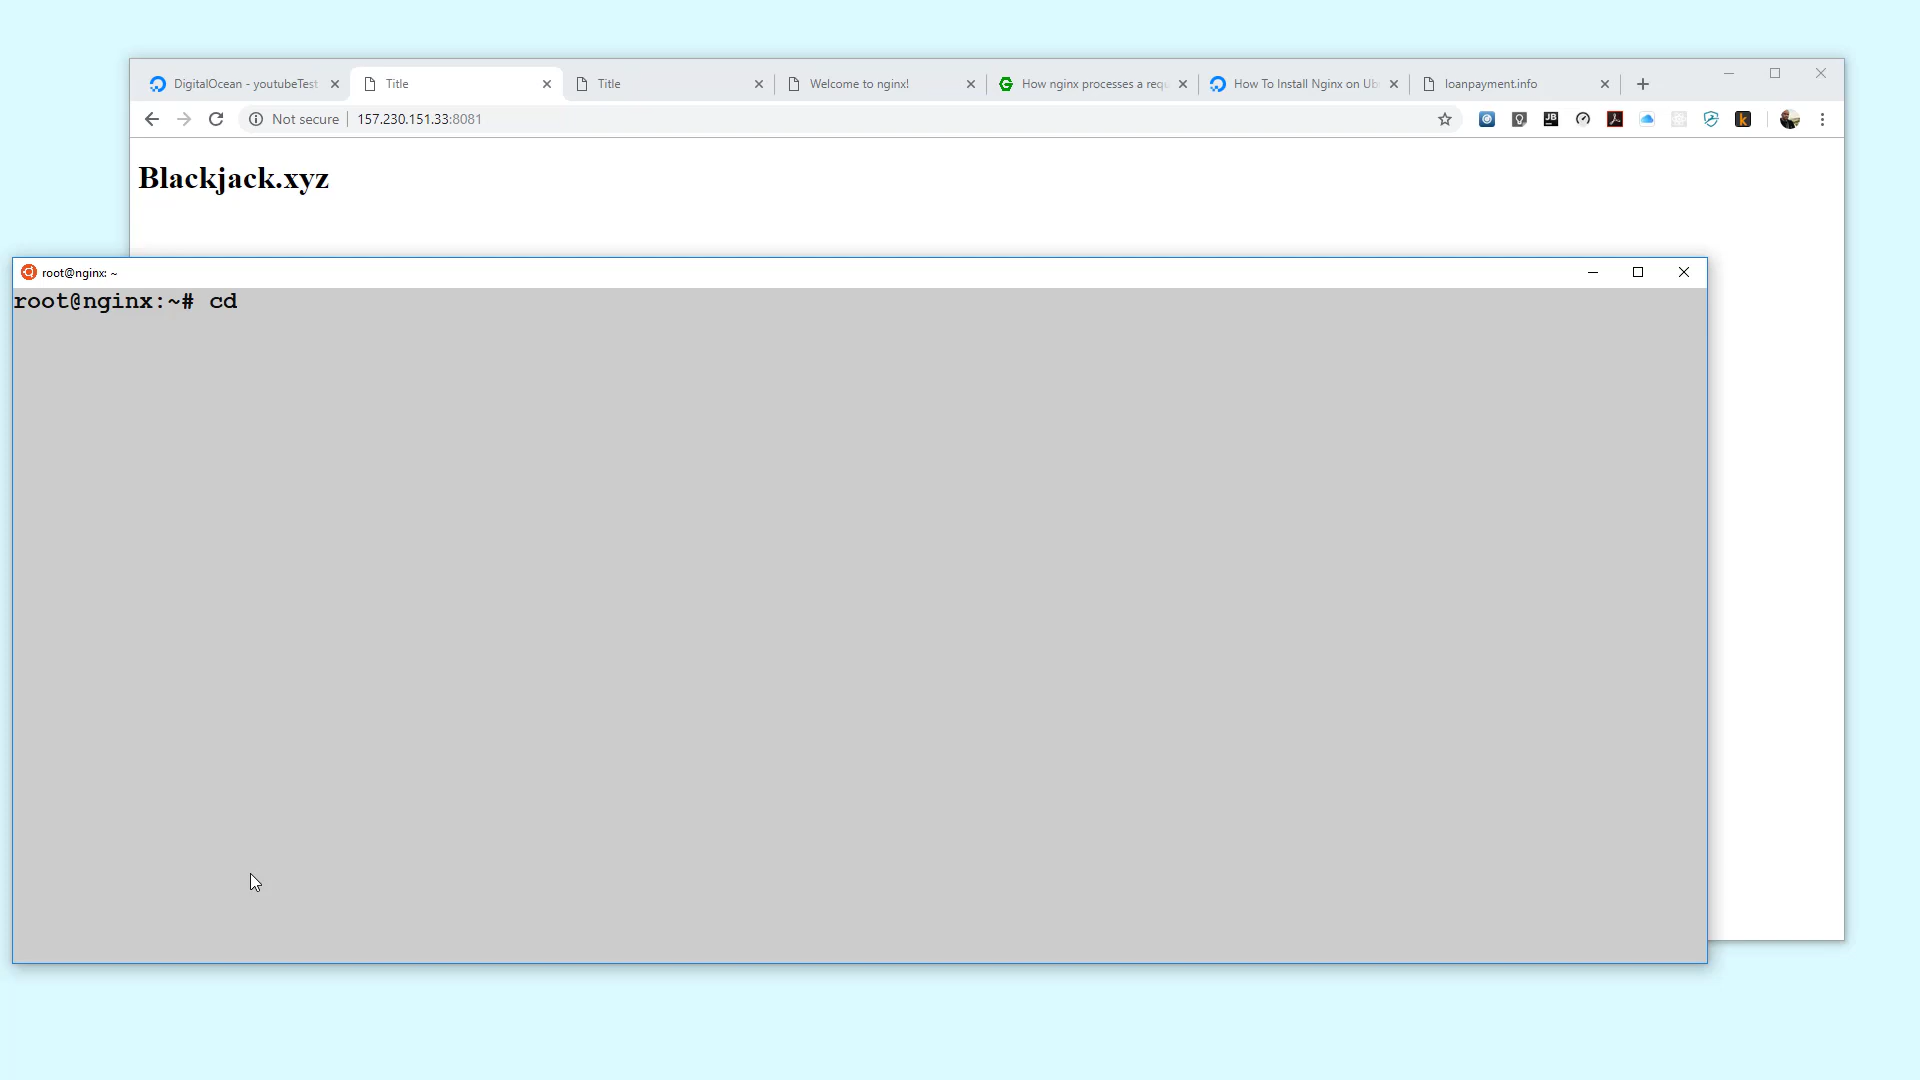 DigitalOcean - youtubeTest
Title
Title
Welcome to nginx!
How nginx processes a requ
How To Install Nginx on Ub
loanpayment.info
Not secure
157.230.151.33:8081
JB
k
Blackjack.xyz
root@nginx: ~
root@nginx:~# cd